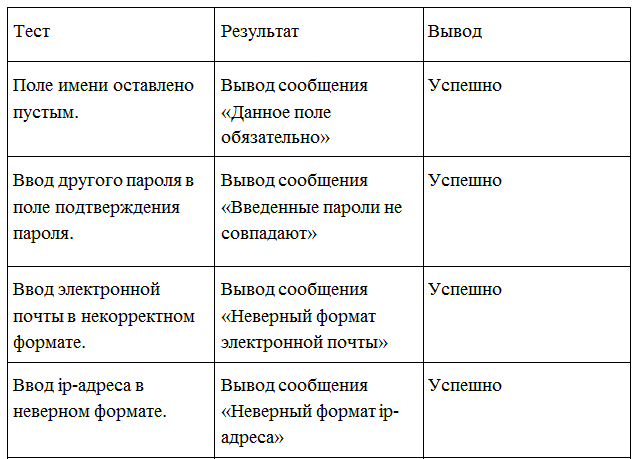 Тест
Результат
Вывод
Поле имени оставлено
пустым.
Вывод сообщения
«Данное поле
обязательно»
Успешно
Ввод другого пароля в
поле подтверждения
пароля.
Вывод сообщения
«Введенные пароли не
совпадают»
Успешно
Ввод электронной
почты в некорректном
формате.
Вывод сообщения
«Неверный формат
электронной почты»
Успешно
Ввод ip-адреса в
неверном формате.
Вывод сообщения
«Неверный формат ip-
адреса»
Успешно